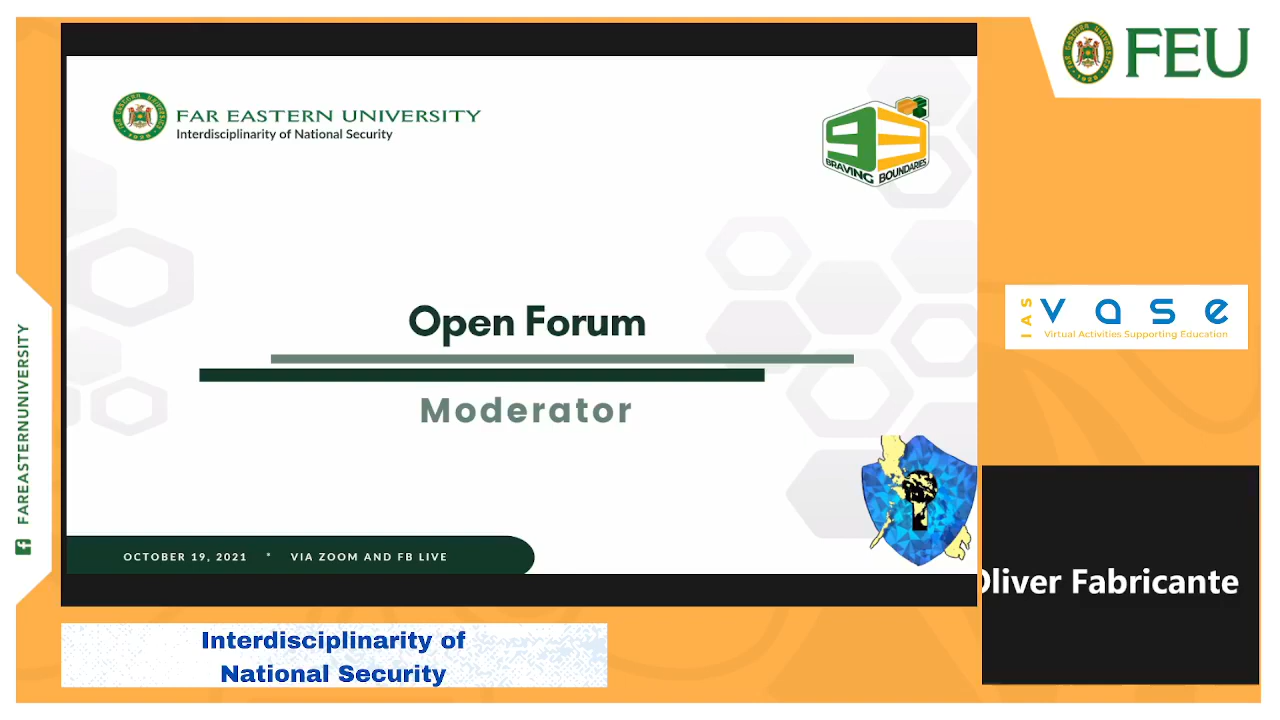 FEU
FAR EASTERN UNIVERSITY
Interdisciplinarity of National Security
BRAVING BOUNDARIES
Open Forum
Moderator
OCTOBER 19, 2021 * VIA ZOOM AND FB LIVE
FAREASTERNUNIVERSITY
IAS
vase
Virtual Activities Supporting Education
Oliver Fabricante
Interdisciplinarity of
National Security